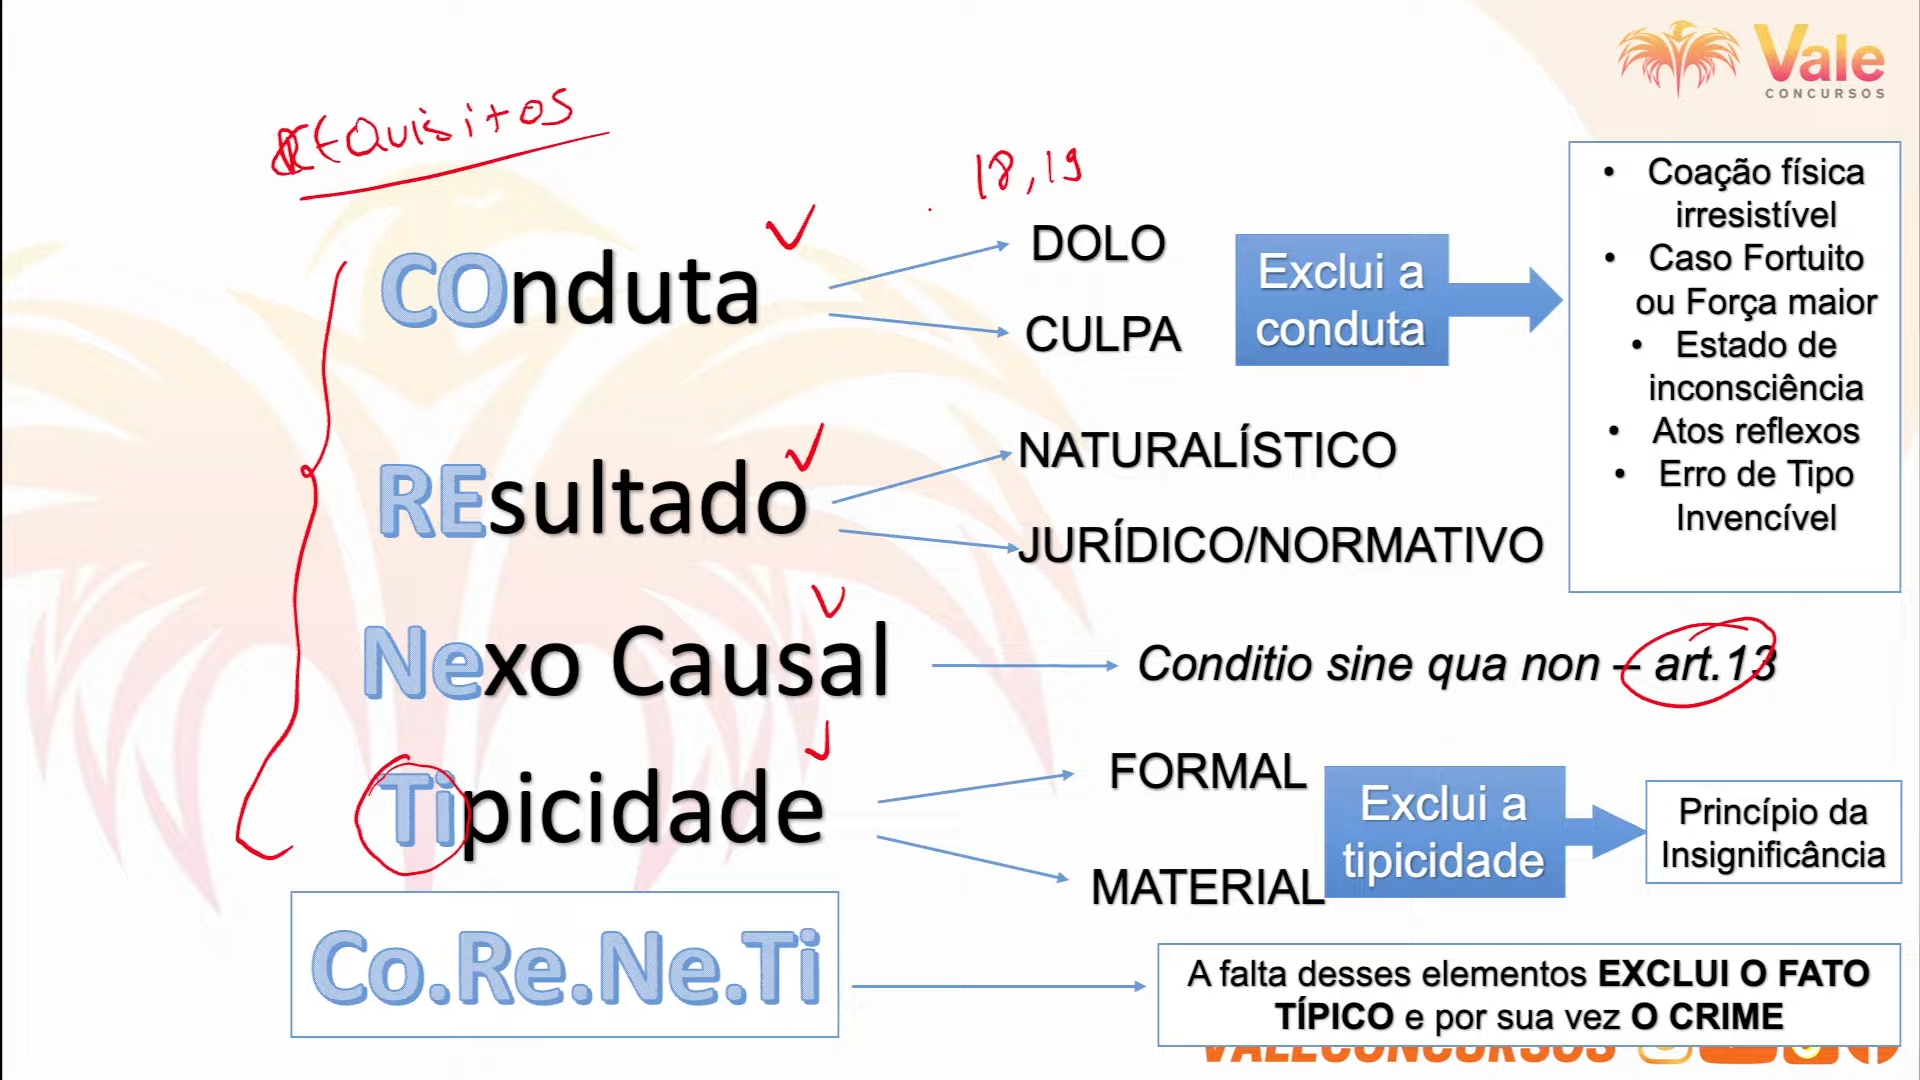 Vale
CONCURSOS
REQUISITOS
18, 19
COnduta
DOLO
CULPA
Exclui a
conduta
• Coação física
irresistível
• Caso Fortuito
ou Força maior
• Estado de
inconsciência
• Atos reflexos
• Erro de Tipo
Invencível
REsultado
NATURALÍSTICO
JURÍDICO/NORMATIVO
Nexo Causal
Conditio sine qua non – art.13
Tipicidade
FORMAL
MATERIAL
Exclui a
tipicidade
Princípio da
Insignificância
Co.Re.Ne.Ti
A falta desses elementos EXCLUI O FATO
TÍPICO e por sua vez O CRIME
VALECONCURSOS